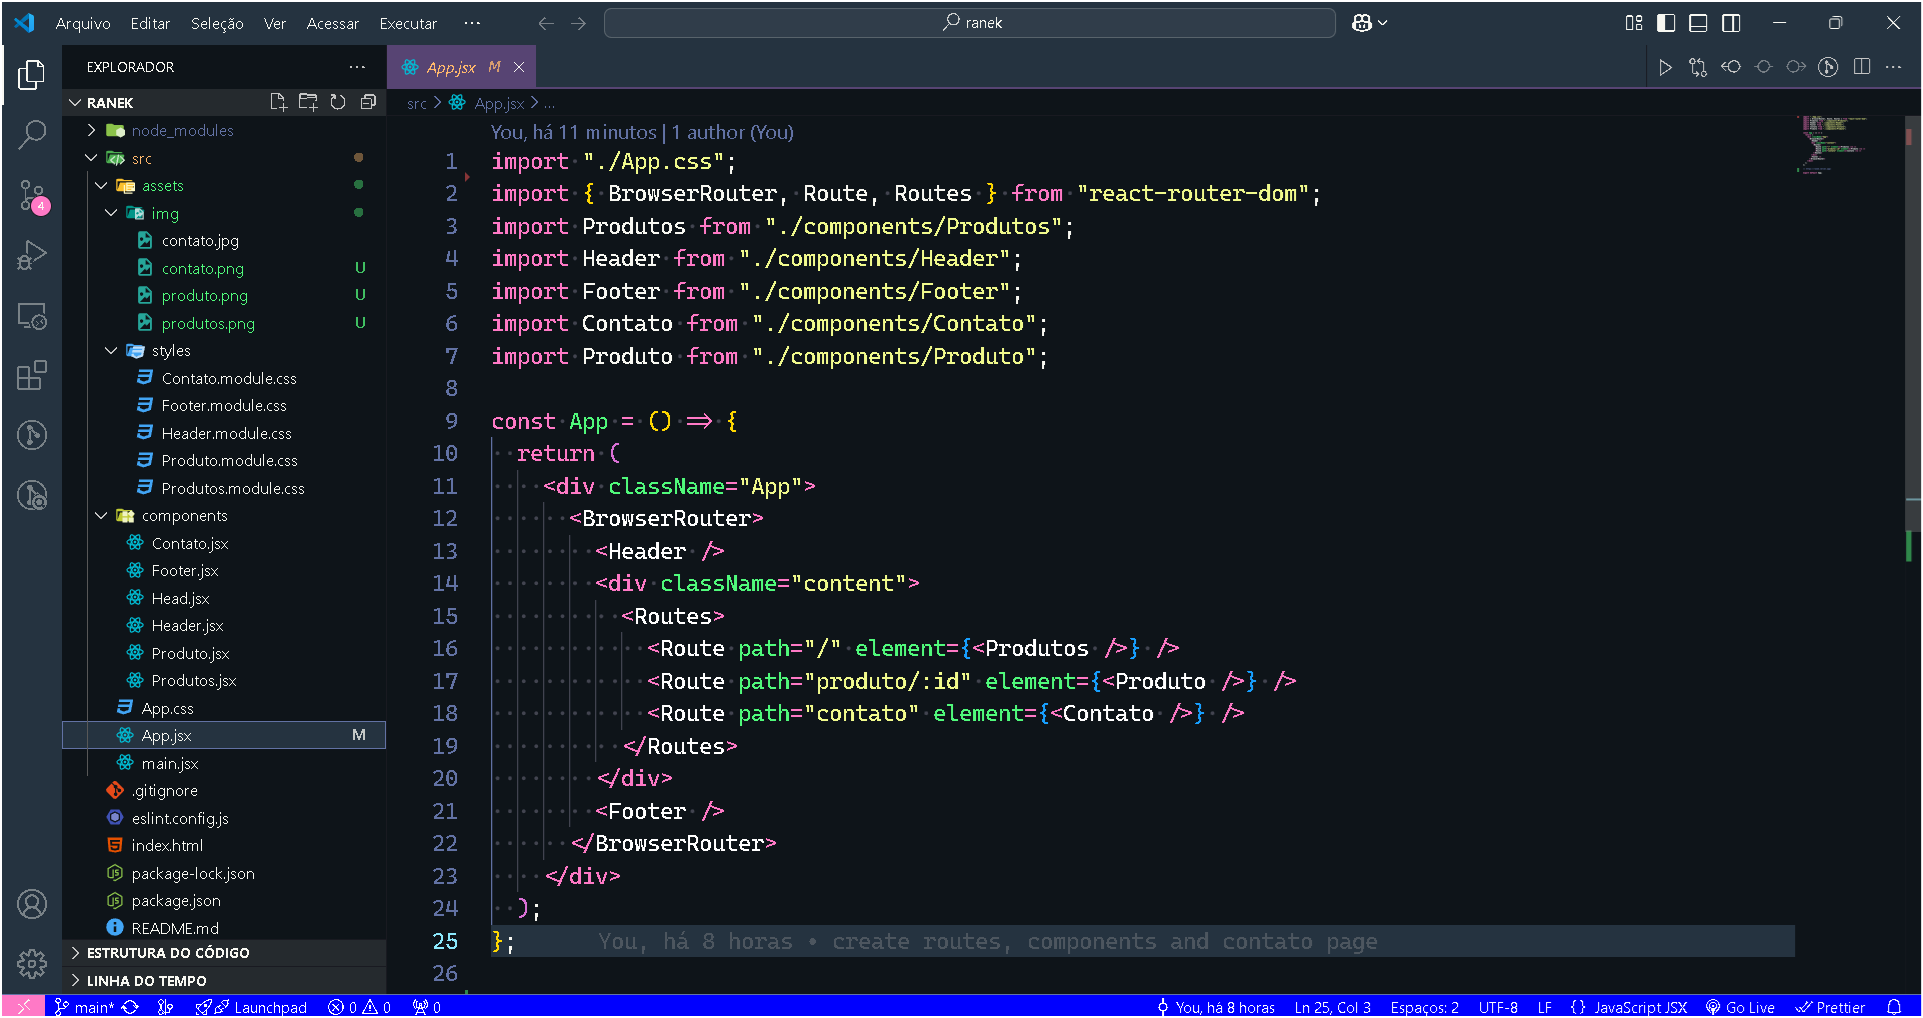 Arquivo Editar Seleção Ver Acessar Executar ···
ranek
EXPLORADOR ···
RANEK
node_modules
src
assets
img
contato.jpg
contato.png U
produto.png U
produtos.png U
styles
Contato.module.css
Footer.module.css
Header.module.css
Produto.module.css
Produtos.module.css
components
Contato.jsx
Footer.jsx
Head.jsx
Header.jsx
Produto.jsx
Produtos.jsx
App.css
App.jsx M
main.jsx
.gitignore
eslint.config.js
index.html
package-lock.json
package.json
README.md
ESTRUTURA DO CÓDIGO
LINHA DO TEMPO
4
App.jsx M
src > App.jsx > ...
You, há 11 minutos | 1 author (You)
1 import "./App.css";
2 import { BrowserRouter, Route, Routes } from "react-router-dom";
3 import Produtos from "./components/Produtos";
4 import Header from "./components/Header";
5 import Footer from "./components/Footer";
6 import Contato from "./components/Contato";
7 import Produto from "./components/Produto";
8
9 const App = () => {
10 return (
11 <div className="App">
12 <BrowserRouter>
13 <Header />
14 <div className="content">
15 <Routes>
16 <Route path="/" element={<Produtos />} />
17 <Route path="produto/:id" element={<Produto />} />
18 <Route path="contato" element={<Contato />} />
19 </Routes>
20 </div>
21 <Footer />
22 </BrowserRouter>
23 </div>
24 );
25 }; You, há 8 horas • create routes, components and contato page
26
main* Launchpad 0 0 0 You, há 8 horas Ln 25, Col 3 Espaços: 2 UTF-8 LF {} JavaScript JSX Go Live Prettier